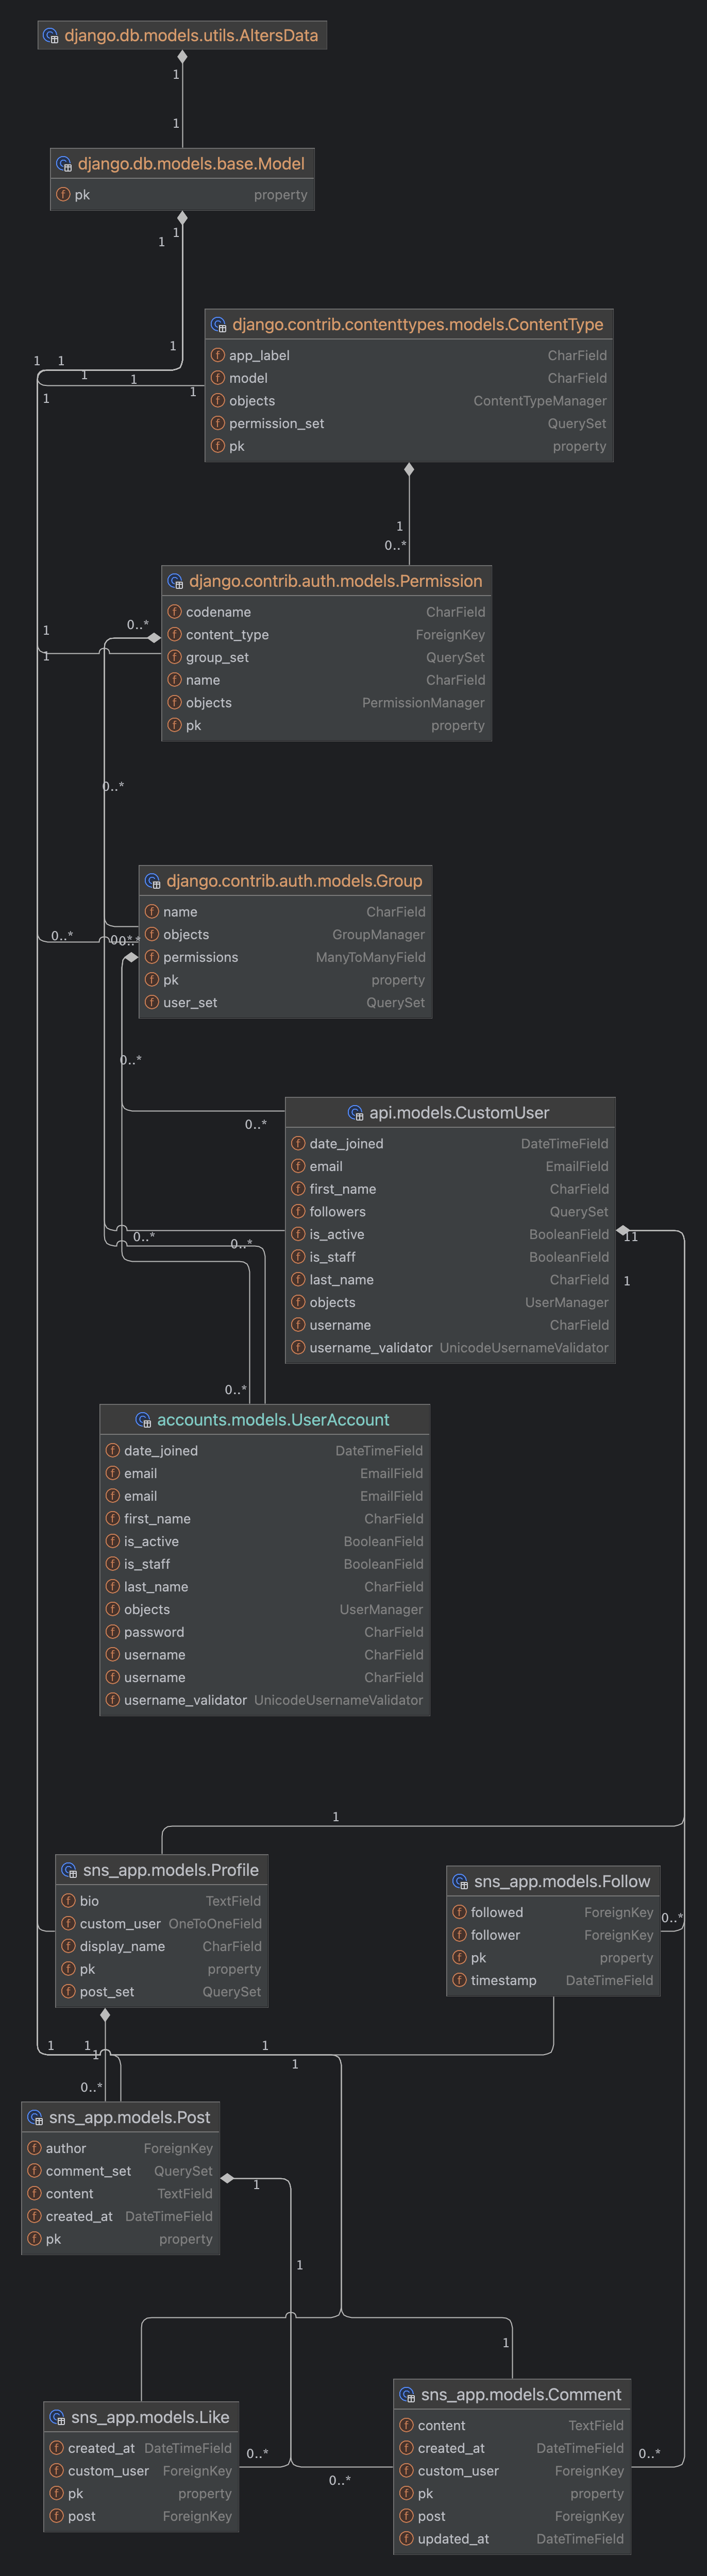 django.db.models.utils.AltersData
1
1
django.db.models.base.Model
pk property
1
1
1
1 1
1
1
1
1
django.contrib.contenttypes.models.ContentType
app_label CharField
model CharField
objects ContentTypeManager
permission_set QuerySet
pk property
1
0..*
django.contrib.auth.models.Permission
codename CharField
content_type ForeignKey
group_set QuerySet
name CharField
objects PermissionManager
pk property
0..*
1
1
0..*
django.contrib.auth.models.Group
name CharField
objects GroupManager
permissions ManyToManyField
pk property
user_set QuerySet
0..*
0..*
0..*
api.models.CustomUser
0..*
date_joined DateTimeField
email EmailField
first_name CharField
followers QuerySet
is_active BooleanField
is_staff BooleanField
last_name CharField
objects UserManager
username CharField
username_validator UnicodeUsernameValidator
0..*
0..*
11
1
0..*
accounts.models.UserAccount
date_joined DateTimeField
email EmailField
email EmailField
first_name CharField
is_active BooleanField
is_staff BooleanField
last_name CharField
objects UserManager
password CharField
username CharField
username CharField
username_validator UnicodeUsernameValidator
1
sns_app.models.Profile
bio TextField
custom_user OneToOneField
display_name CharField
pk property
post_set QuerySet
sns_app.models.Follow
followed ForeignKey
follower ForeignKey
pk property
timestamp DateTimeField
0..*
1 1 1
1 1
0..*
sns_app.models.Post
author ForeignKey
comment_set QuerySet
content TextField
created_at DateTimeField
pk property
1
1
1
sns_app.models.Like
created_at DateTimeField
custom_user ForeignKey
pk property
post ForeignKey
0..*
0..*
sns_app.models.Comment
content TextField
created_at DateTimeField
custom_user ForeignKey
pk property
post ForeignKey
updated_at DateTimeField
0..*